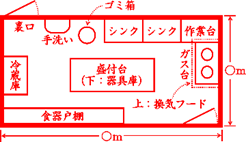 ゴミ箱
裏口
手洗い
シンク
シンク
作業台
ガス台
冷蔵庫
盛付台
(下:器具庫)
〇m
上:換気フード
食器戸棚
〇m